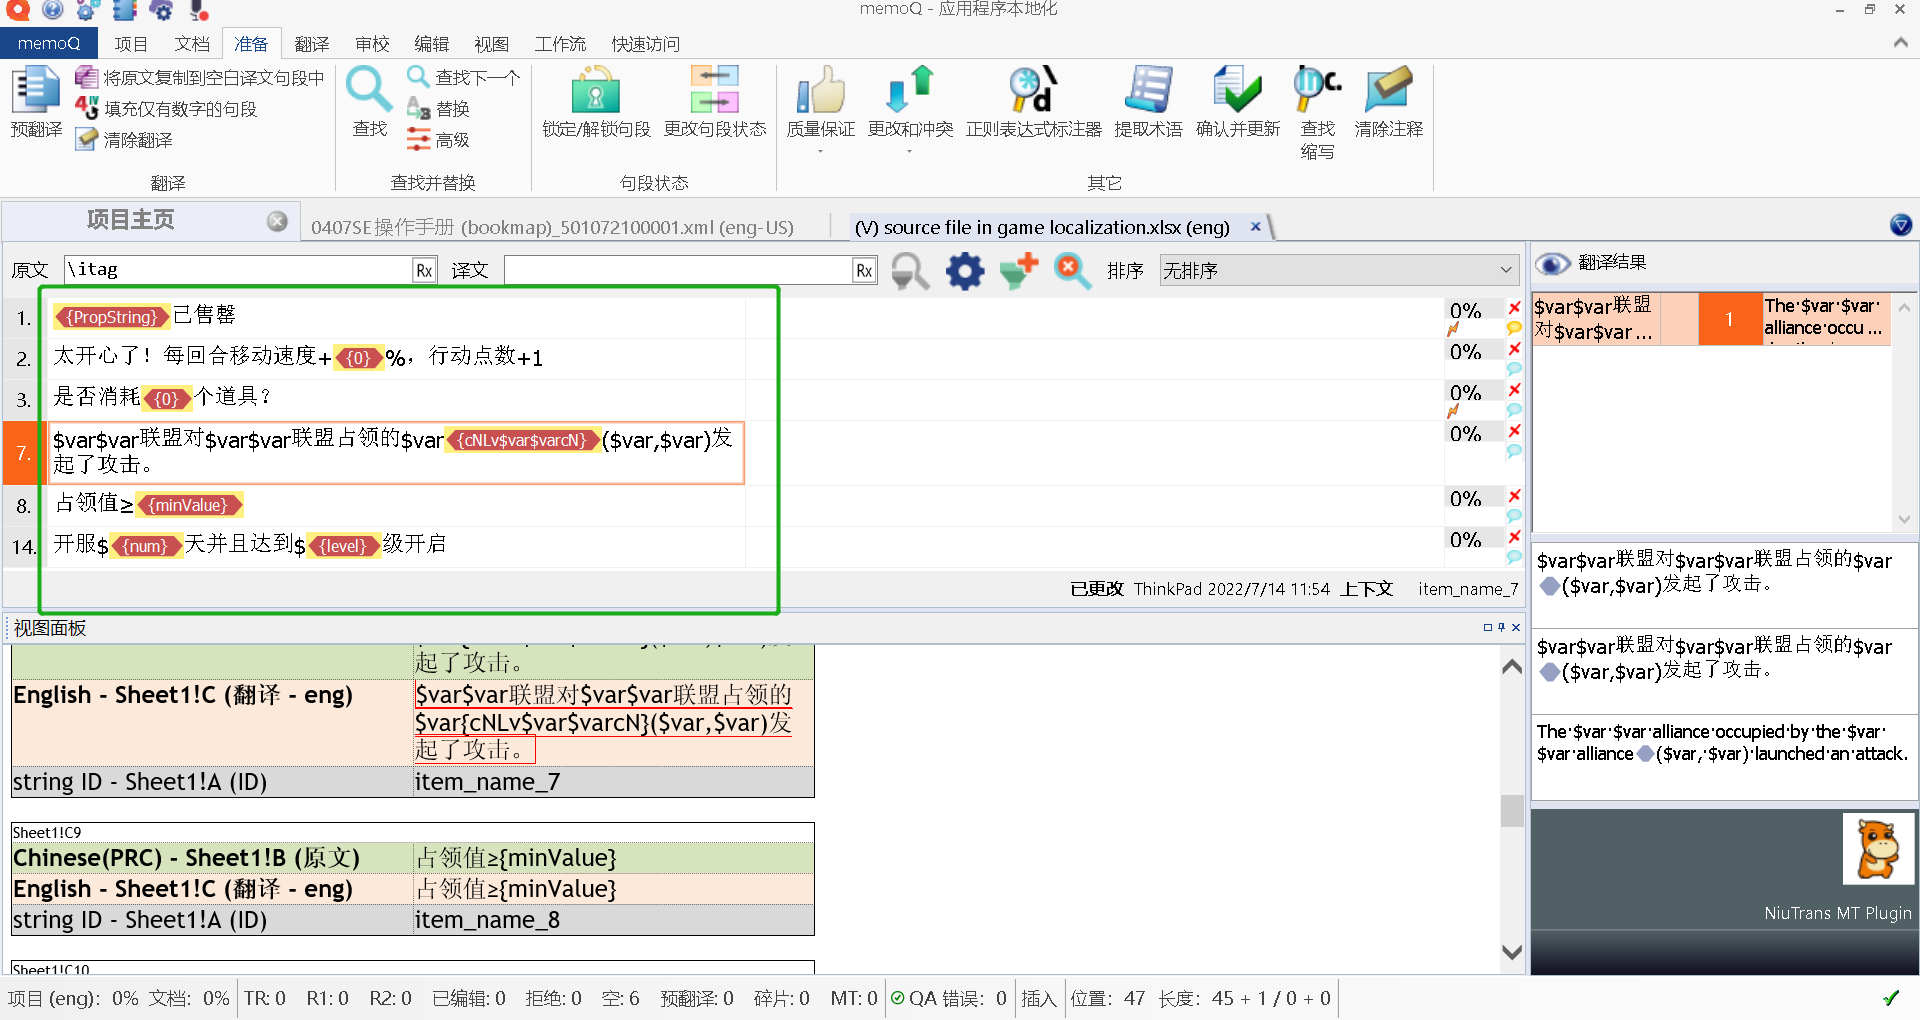 memoQ - 应用程序本地化
memoQ 项目 文档 准备 翻译 审校 编辑 视图 工作流 快速访问
预翻译
将原文复制到空白译文句段中
填充仅有数字的句段
清除翻译
翻译
查找
查找下一个
替换
高级
查找并替换
锁定/解锁句段 更改句段状态
句段状态
质量保证 更改和冲突 正则表达式标注器 提取术语 确认并更新 查找缩写 清除注释
其它
项目主页 0407SE操作手册 (bookmap)_501072100001.xml (eng-US) (V) source file in game localization.xlsx (eng)
原文 \itag Rx 译文 Rx 排序 无排序
1. {PropString}已售罄 0%
2. 太开心了！每回合移动速度+{0}%，行动点数+1 0%
3. 是否消耗{0}个道具？ 0%
7. $var$var联盟对$var$var联盟占领的$var{cNLv$var$varcN}($var,$var)发 0%
起了攻击。
8. 占领值≥{minValue} 0%
14. 开服${num}天并且达到${level}级开启 0%
已更改 ThinkPad 2022/7/14 11:54 上下文 item_name_7
视图面板
起了攻击。
English - Sheet1!C (翻译 - eng) $var$var联盟对$var$var联盟占领的
$var{cNLv$var$varcN}($var,$var)发
起了攻击。
string ID - Sheet1!A (ID) item_name_7
Sheet1!C9
Chinese(PRC) - Sheet1!B (原文) 占领值≥{minValue}
English - Sheet1!C (翻译 - eng) 占领值≥{minValue}
string ID - Sheet1!A (ID) item_name_8
Sheet1!C10
翻译结果
$var$var联盟 1 The·$var·$var·
对$var$var ... alliance·occu ...
$var$var联盟对$var$var联盟占领的$var
($var,$var)发起了攻击。
$var$var联盟对$var$var联盟占领的$var
($var,$var)发起了攻击。
The·$var·$var·alliance·occupied·by·the·$var·
$var·alliance ($var,·$var)·launched·an·attack.
NiuTrans MT Plugin
项目 (eng): 0% 文档: 0% TR: 0 R1: 0 R2: 0 已编辑: 0 拒绝: 0 空: 6 预翻译: 0 碎片: 0 MT: 0 QA 错误: 0 插入 位置: 47 长度: 45 + 1 / 0 + 0